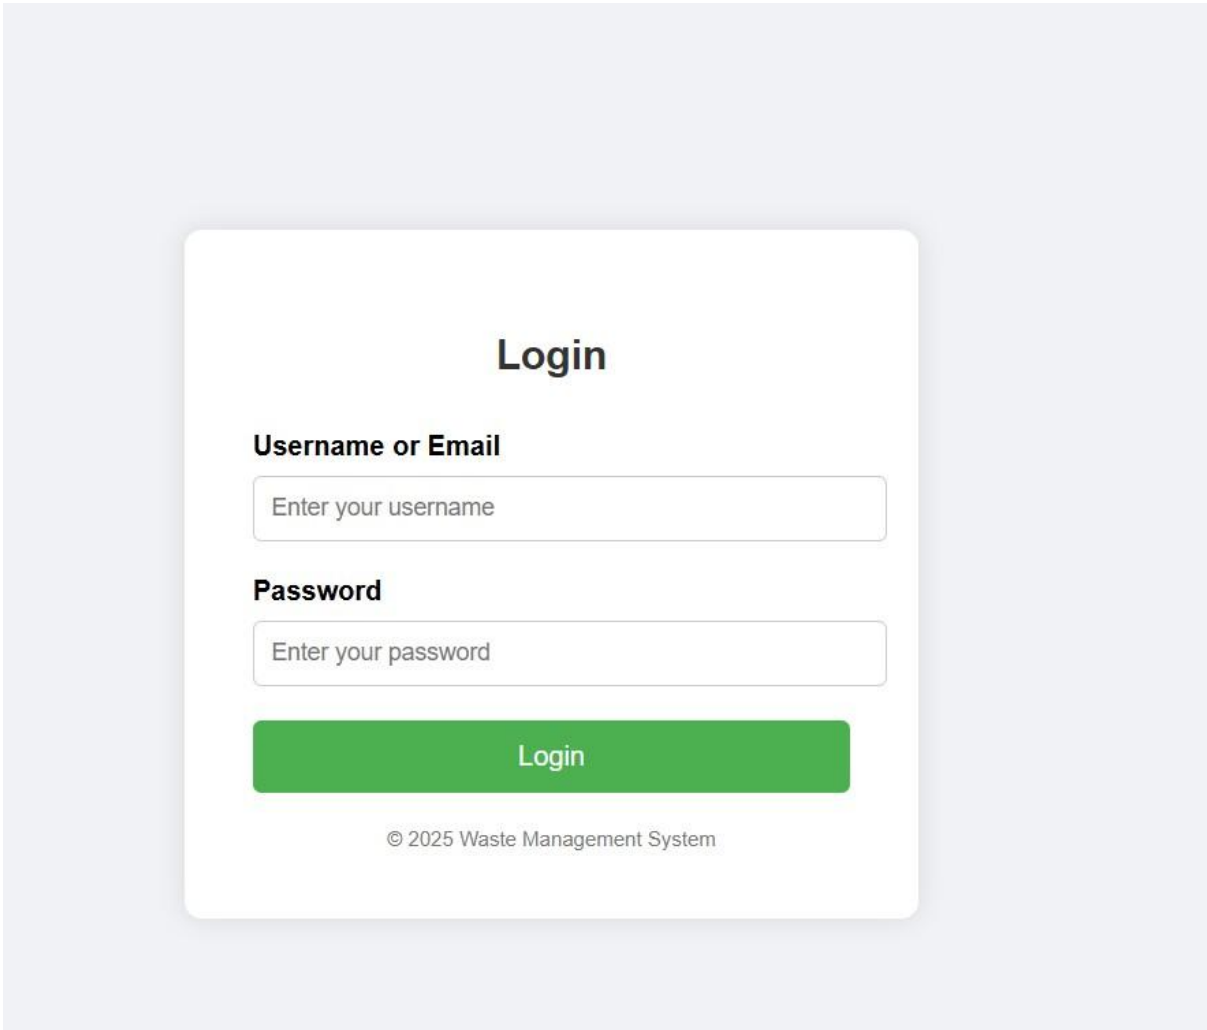 Login
Username or Email
Enter your username
Password
Enter your password
Login
© 2025 Waste Management System